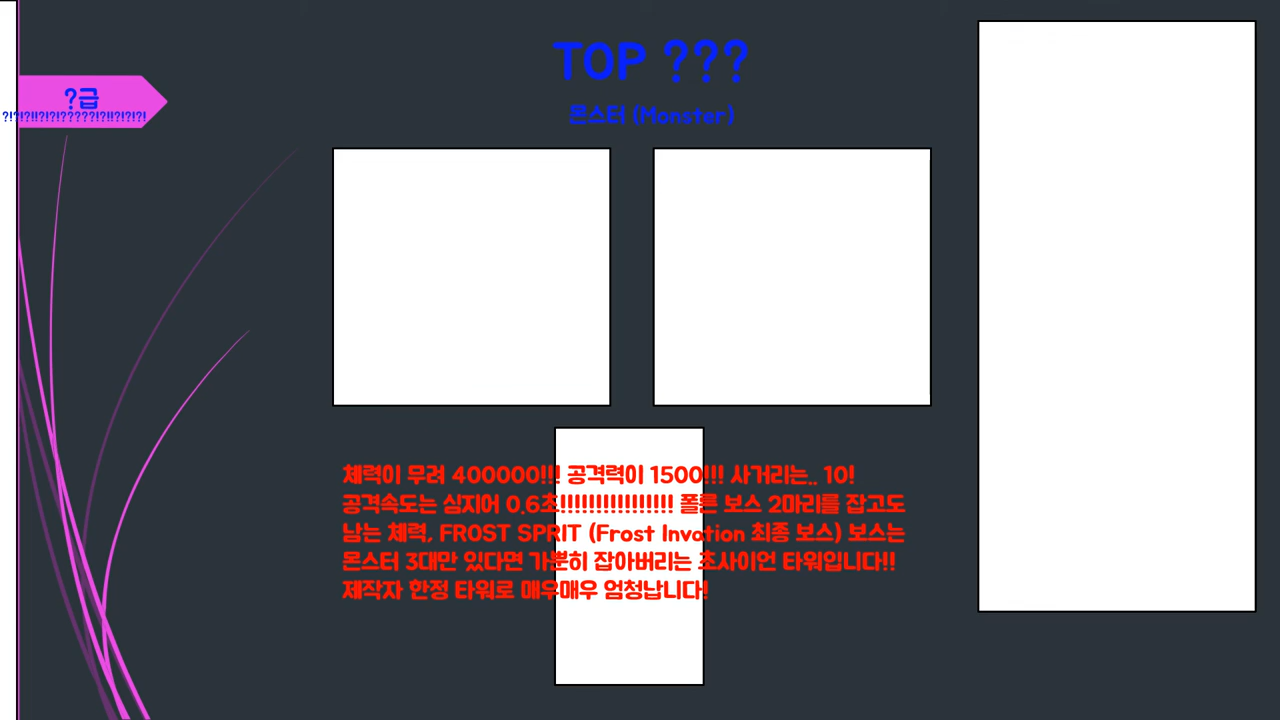 TOP ???
?급
?!?!?!!?!?!?????!?!!?!?!?!
몬스터 (Monster)
체력이 무려 400000!!! 공격력이 1500!!! 사거리는.. 10!
공격속도는 심지어 0.6초!!!!!!!!!!!!!!!! 폴른 보스 2마리를 잡고도
남는 체력, FROST SPRIT (Frost Invation 최종 보스) 보스는
몬스터 3대만 있다면 가뿐히 잡아버리는 초사이언 타워입니다!!
제작자 한정 타워로 매우매우 엄청납니다!